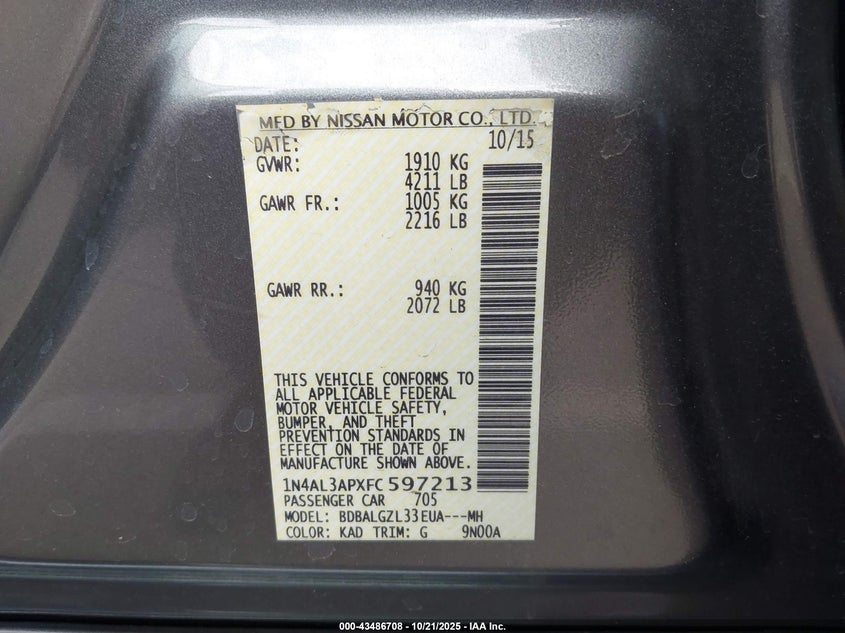 MFD BY NISSAN MOTOR CO., LTD.
DATE: 10/15
GVWR: 1910 KG
4211 LB
GAWR FR.: 1005 KG
2216 LB
GAWR RR.: 940 KG
2072 LB
THIS VEHICLE CONFORMS TO
ALL APPLICABLE FEDERAL
MOTOR VEHICLE SAFETY,
BUMPER, AND THEFT
PREVENTION STANDARDS IN
EFFECT ON THE DATE OF
MANUFACTURE SHOWN ABOVE.
1N4AL3APXFC597213
PASSENGER CAR 705
MODEL: BDBALGZL33EUA---MH
COLOR: KAD TRIM: G 9N00A
000-43486708 - 10/21/2025 - IAA Inc.